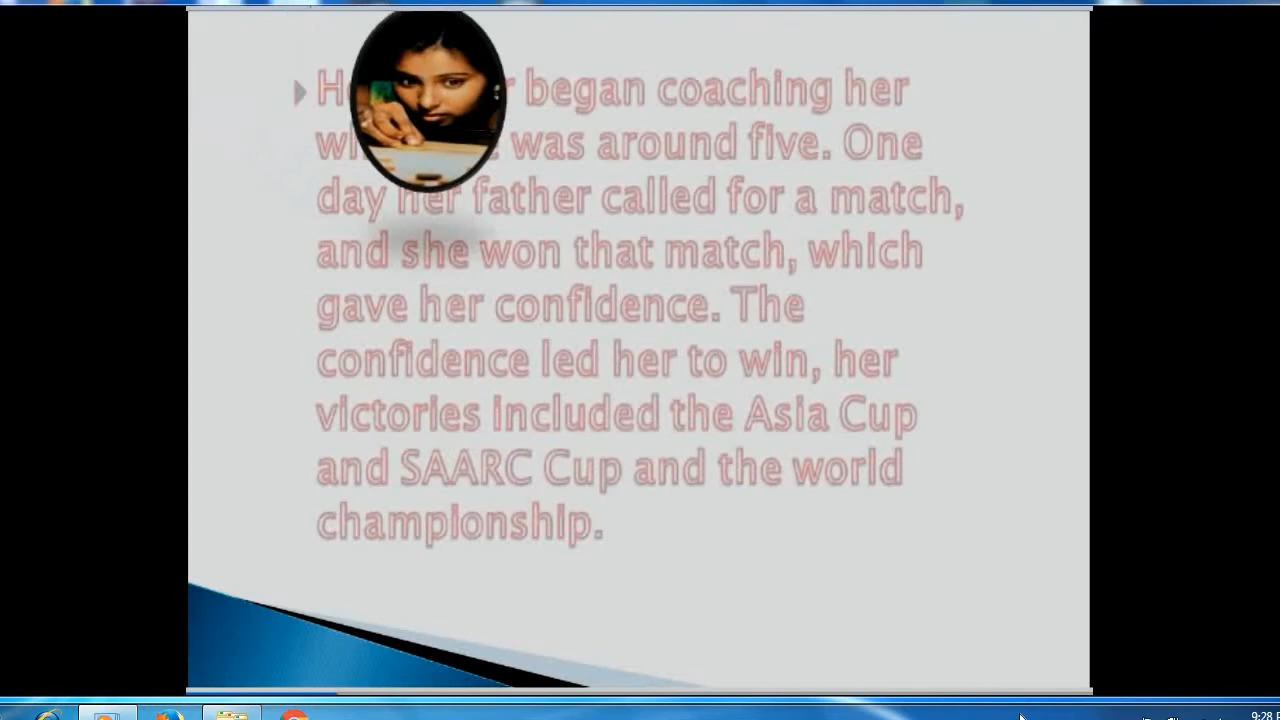 began coaching her
was around five. One
day her father called for a match,
and she won that match, which
gave her confidence. The
confidence led her to win, her
victories included the Asia Cup
and SAARC Cup and the world
championship.
9:28